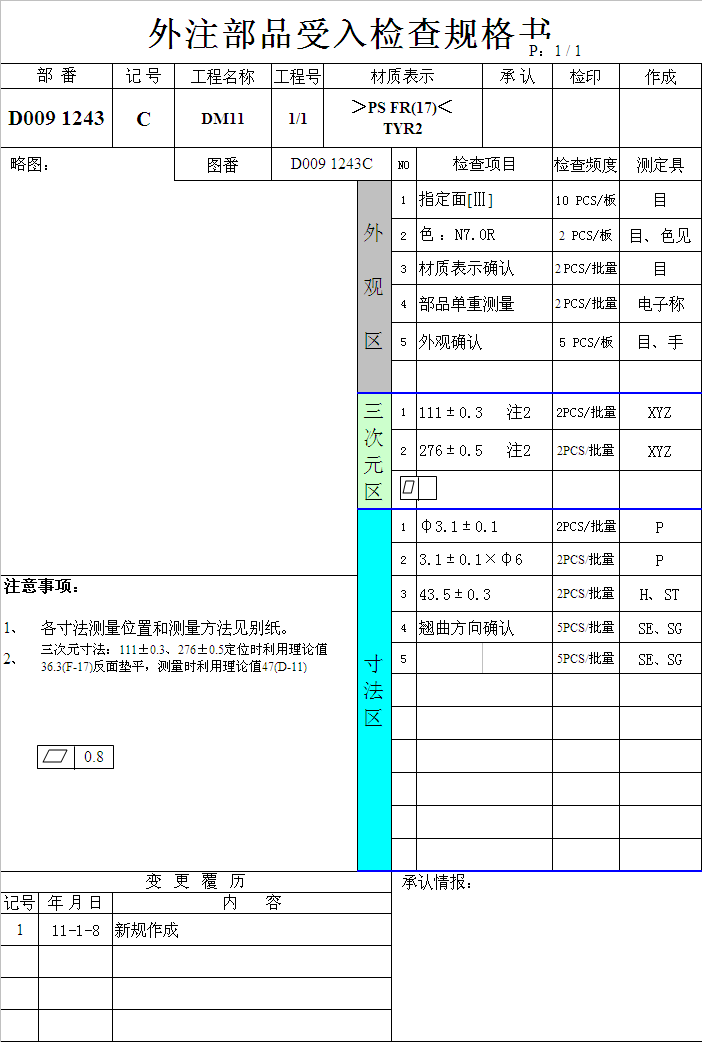 外注部品受入检查规格书
P：1 / 1
部 番 记 号 工程名称 工程号 材质表示 承 认 检印 作成
D009 1243 C DM11 1/1 ＞PS FR(17)＜
TYR2
略图： 图番 D009 1243C NO 检查项目 检查频度 测定具
外观区
1 指定面[Ⅲ] 10 PCS/板 目
2 色：N7.0R 2 PCS/板 目、色见
3 材质表示确认 2 PCS/批量 目
4 部品单重测量 2 PCS/批量 电子称
5 外观确认 5 PCS/板 目、手
三次元区
1 111±0.3 注2 2PCS/批量 XYZ
2 276±0.5 注2 2PCS/批量 XYZ
寸法区
1 φ3.1±0.1 2PCS/批量 P
2 3.1±0.1×φ6 2PCS/批量 P
3 43.5±0.3 2PCS/批量 H、ST
4 翘曲方向确认 5PCS/批量 SE、SG
5 5PCS/批量 SE、SG
注意事项：
1、 各寸法测量位置和测量方法见别纸。
2、 三次元寸法：111±0.3、276±0.5定位时利用理论值
36.3(F-17)反面垫平，测量时利用理论值47(D-11)
0.8
变 更 履 历
记号 年 月 日 内 容
1 11-1-8 新规作成
承认情报：